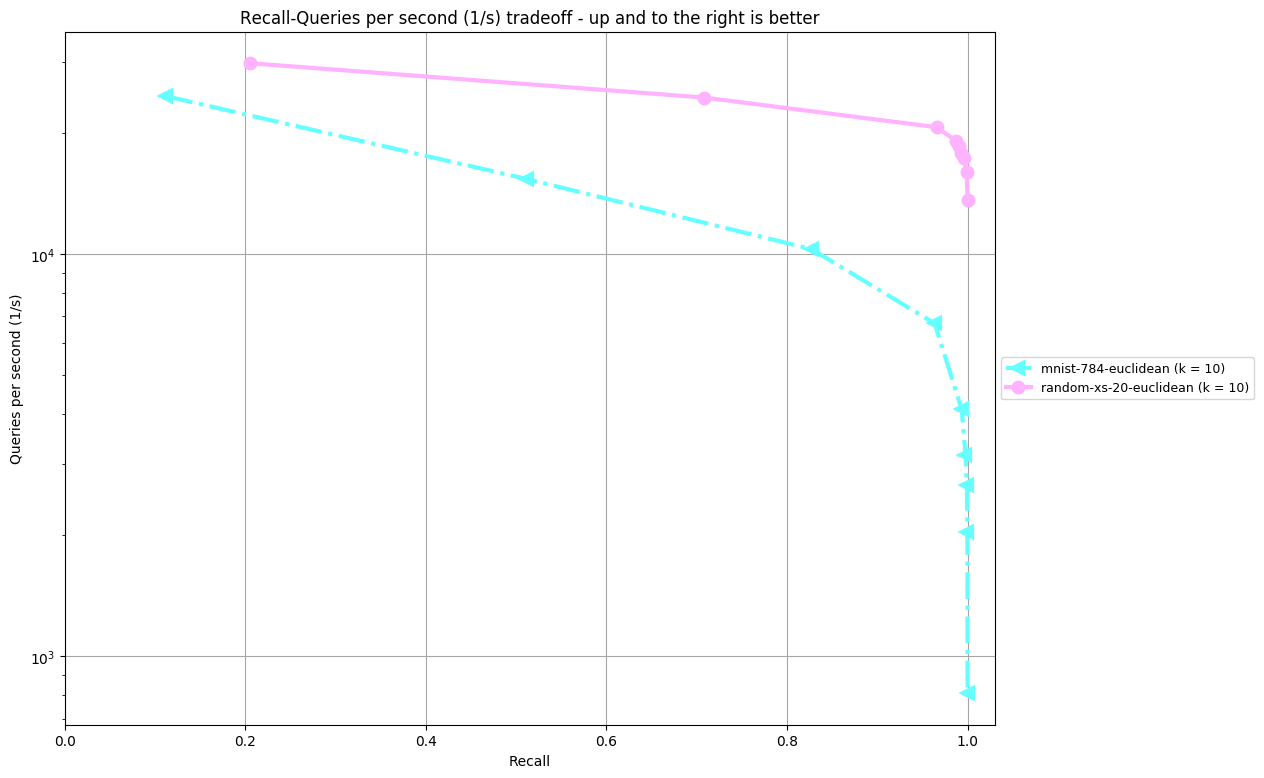 Recall-Queries per second (1/s) tradeoff - up and to the right is better
Queries per second (1/s)
10⁴
10³
0.0 0.2 0.4 0.6 0.8 1.0
Recall
mnist-784-euclidean (k = 10)
random-xs-20-euclidean (k = 10)